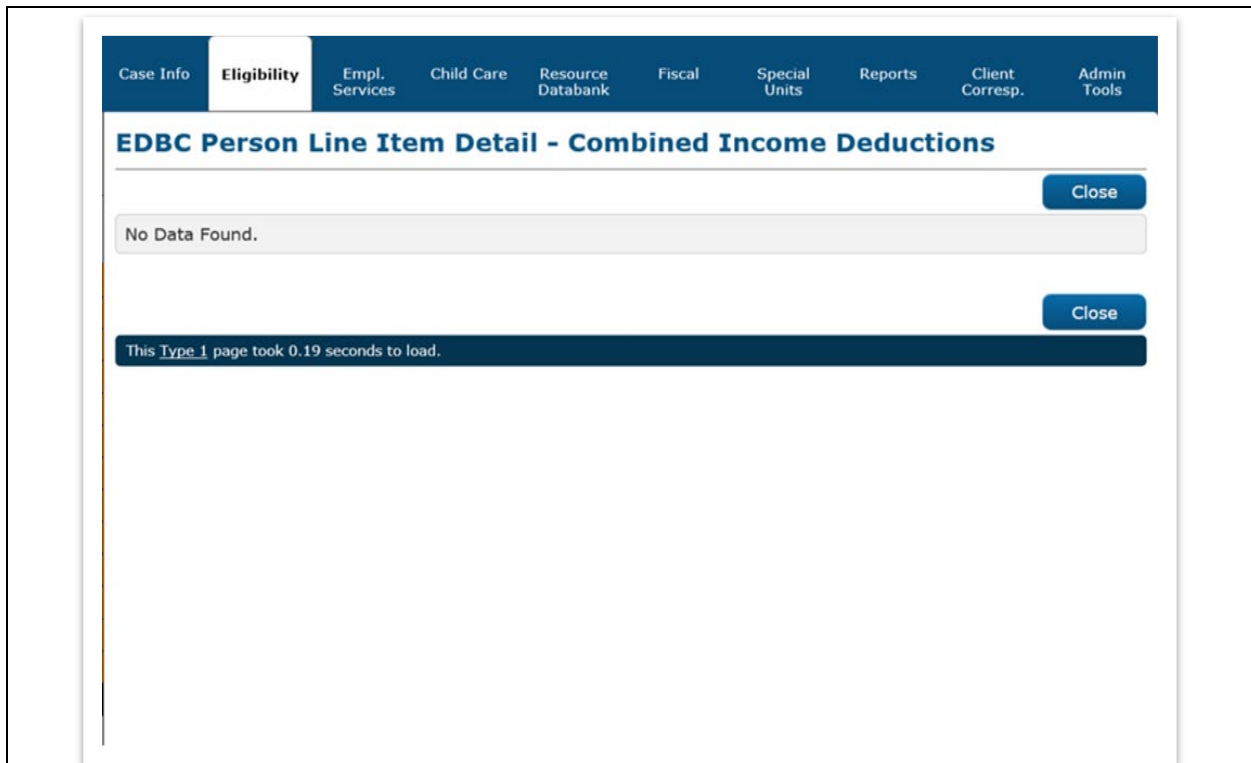 Case Info Eligibility Empl. Services Child Care Resource Databank Fiscal Special Units Reports Client Corresp. Admin Tools
EDBC Person Line Item Detail - Combined Income Deductions
Close
No Data Found.
Close
This Type 1 page took 0.19 seconds to load.